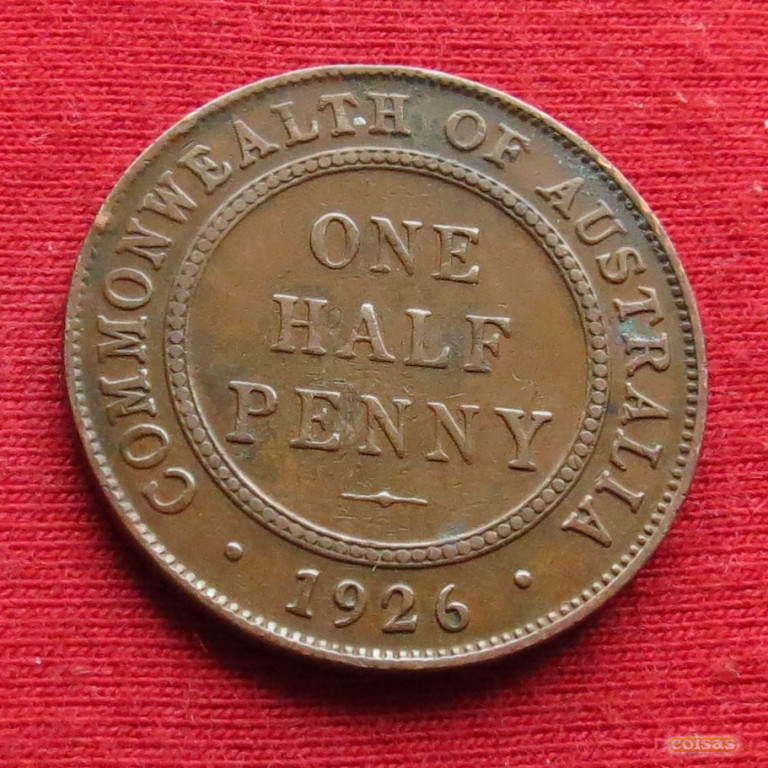 COMMONWEALTH OF AUSTRALIA
ONE
HALF
PENNY
· 1926 ·
coisas